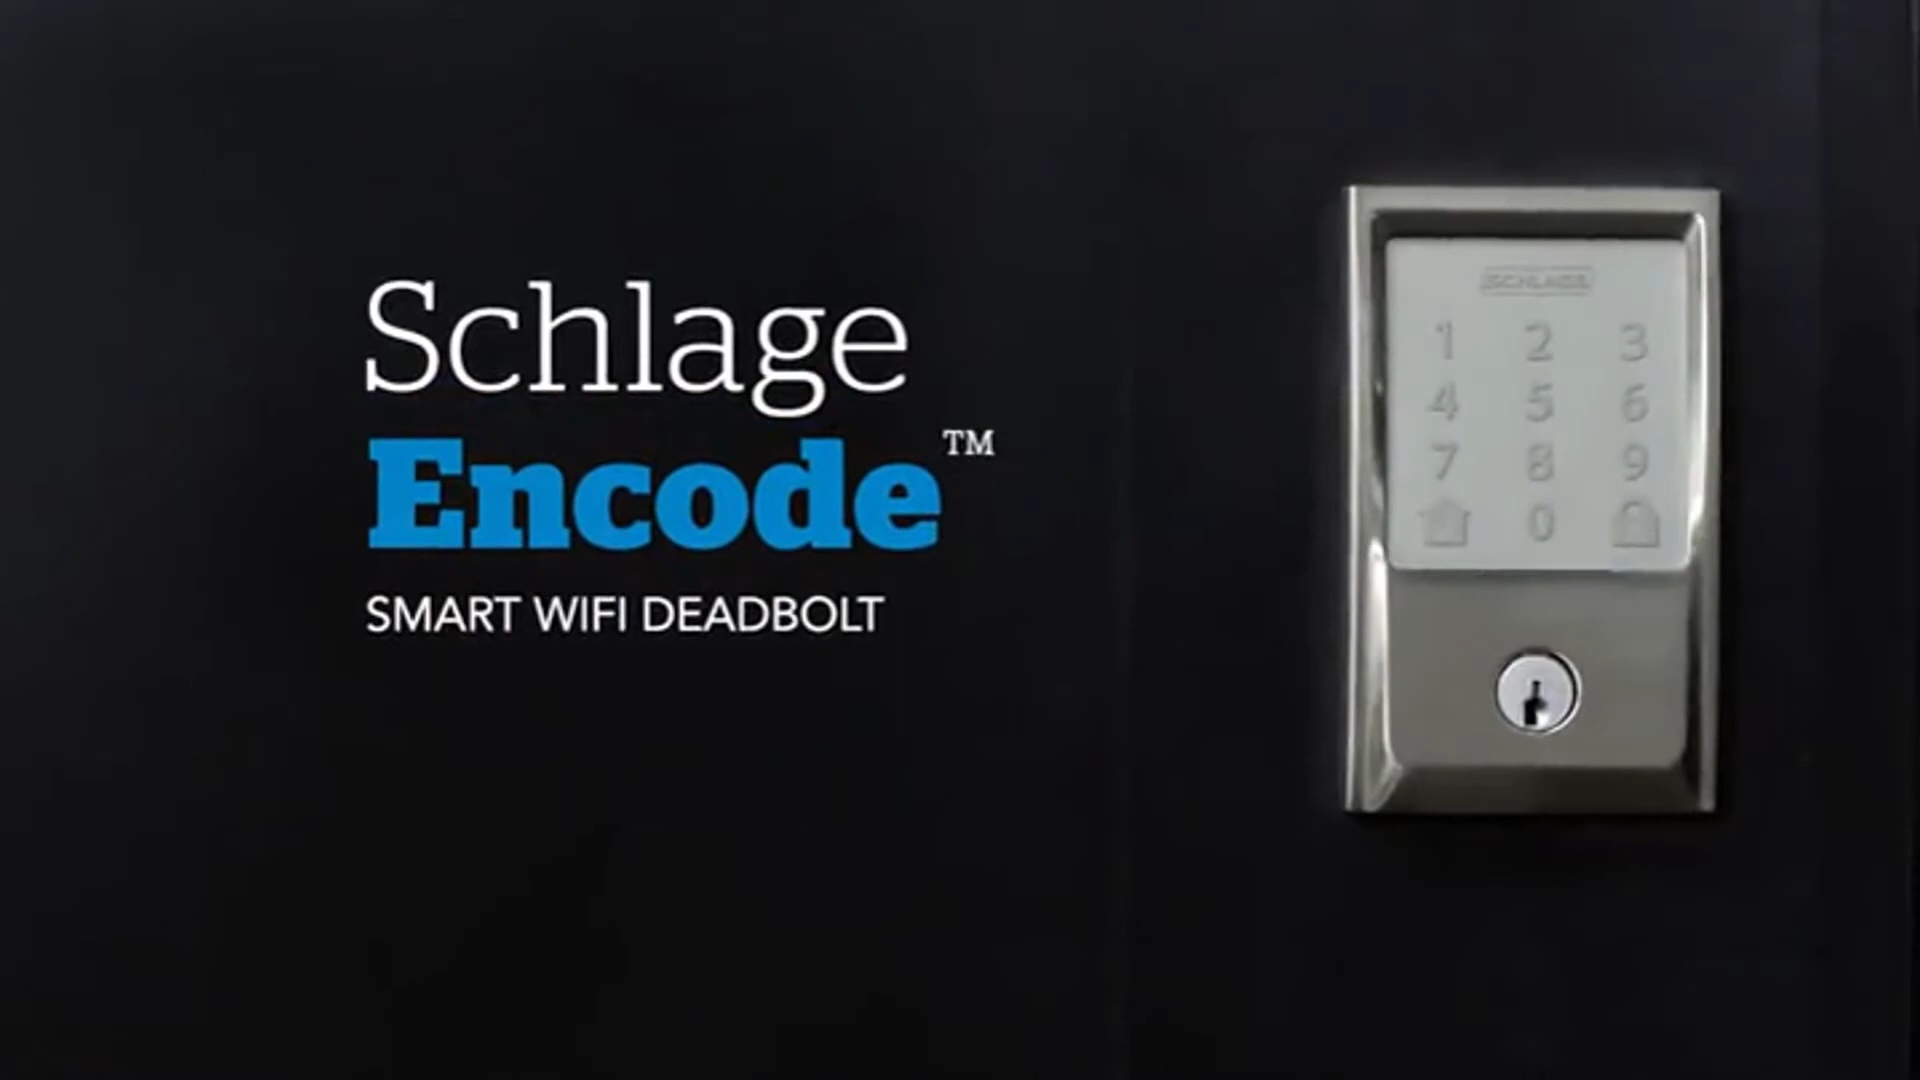 Schlage
Encode™
SMART WIFI DEADBOLT
SCHLAGE
1 2 3
4 5 6
7 8 9
0